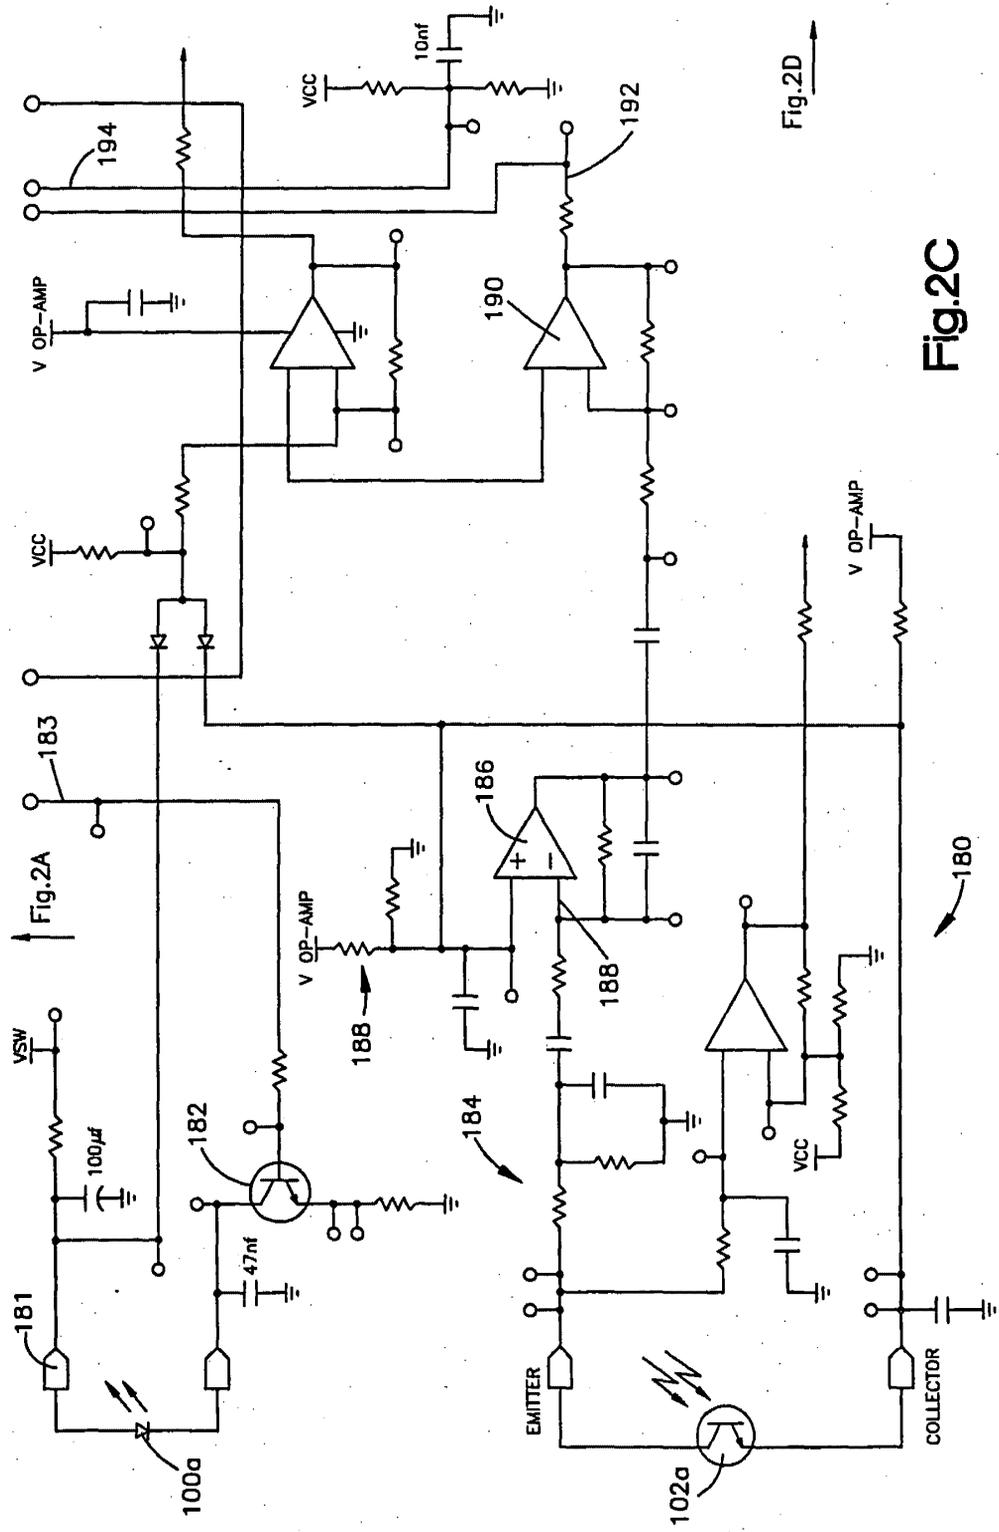 Fig.2A
183
194
VSW
100µf
181
47nf
100a
182
VCC
V OP-AMP
VCC
10nf
192
190
V OP-AMP
188
186
188
184
EMITTER
102a
COLLECTOR
VCC
V OP-AMP
180
Fig.2D
Fig.2C